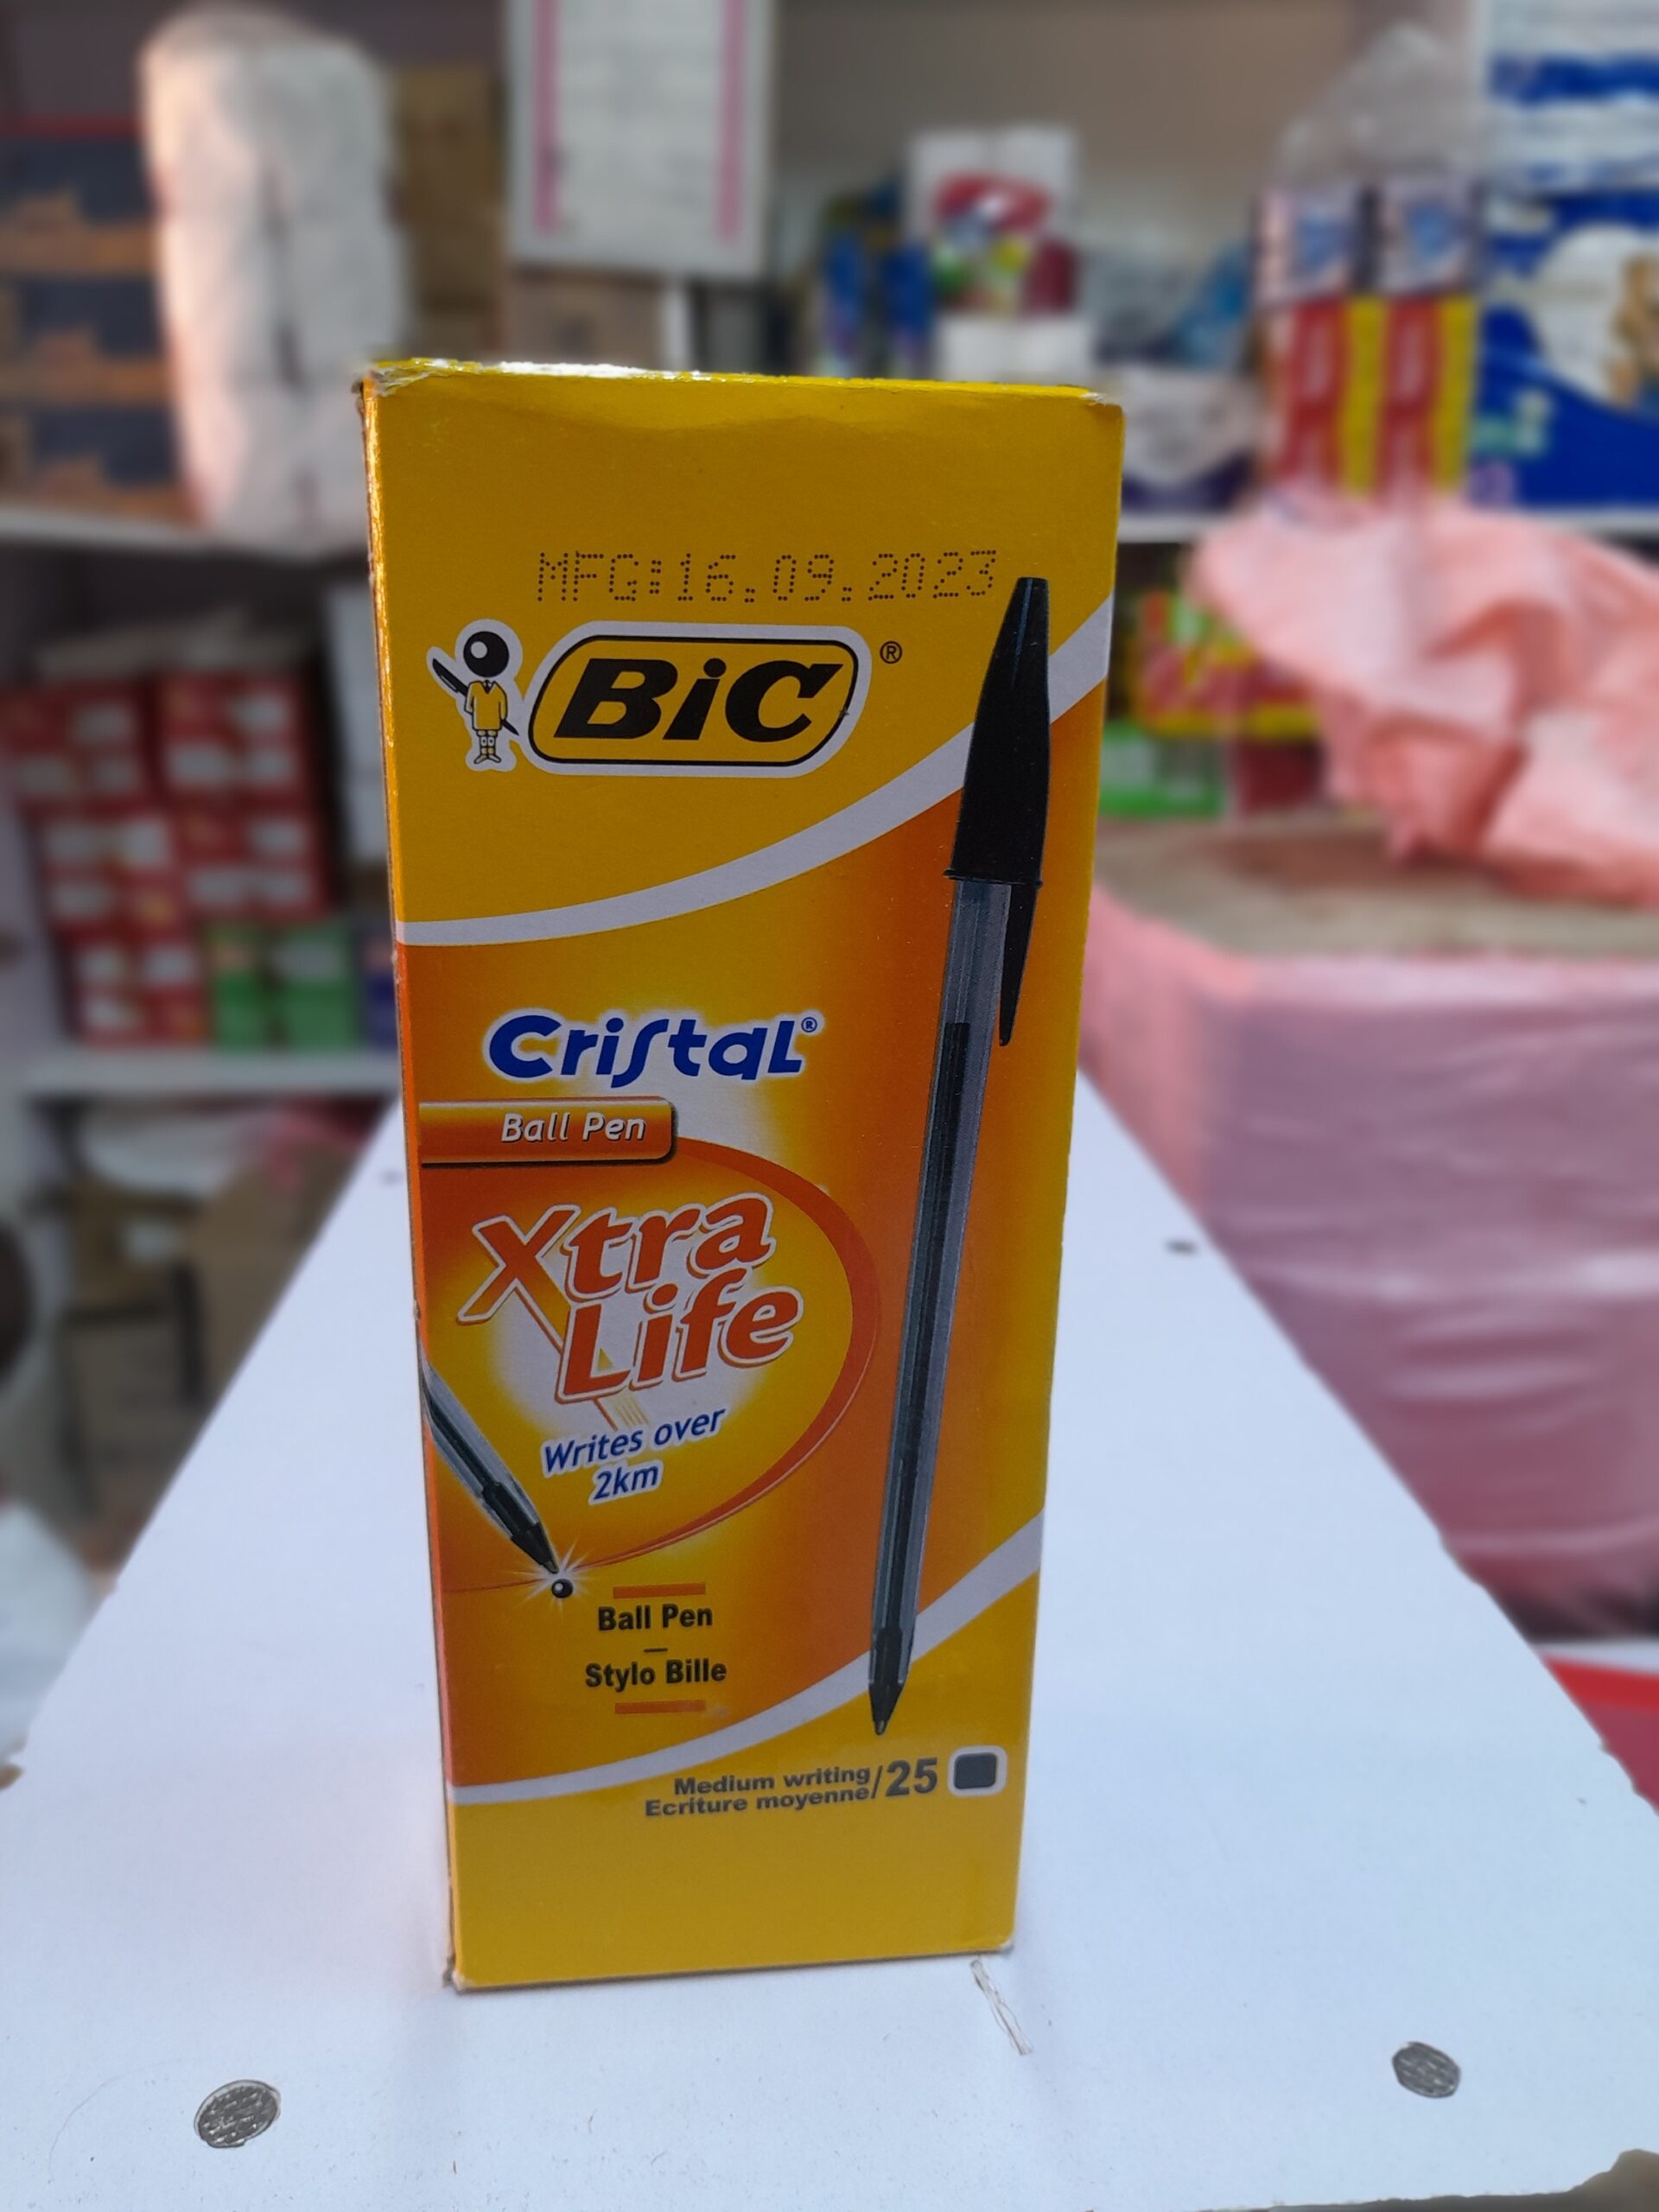 MFG:16.09.2023
BiC®
Cristal®
Ball Pen
Xtra
Life
Writes over
2km
Ball Pen
Stylo Bille
Medium writing/25
Ecriture moyenne